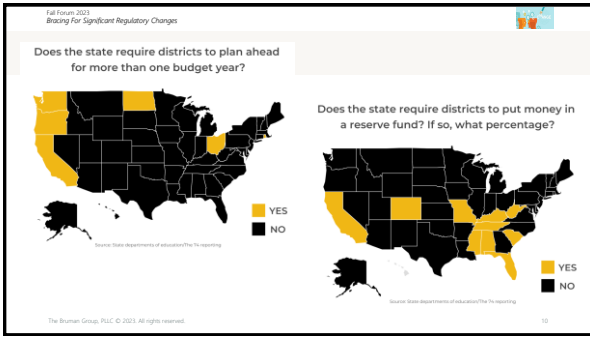 Fall Forum 2023
Bracing For Significant Regulatory Changes
Does the state require districts to plan ahead
for more than one budget year?
YES
NO
Source: State departments of education/The 74 reporting
Does the state require districts to put money in
a reserve fund? If so, what percentage?
YES
NO
Source: State departments of education/The 74 reporting
The Bruman Group, PLLC © 2023. All rights reserved.
10